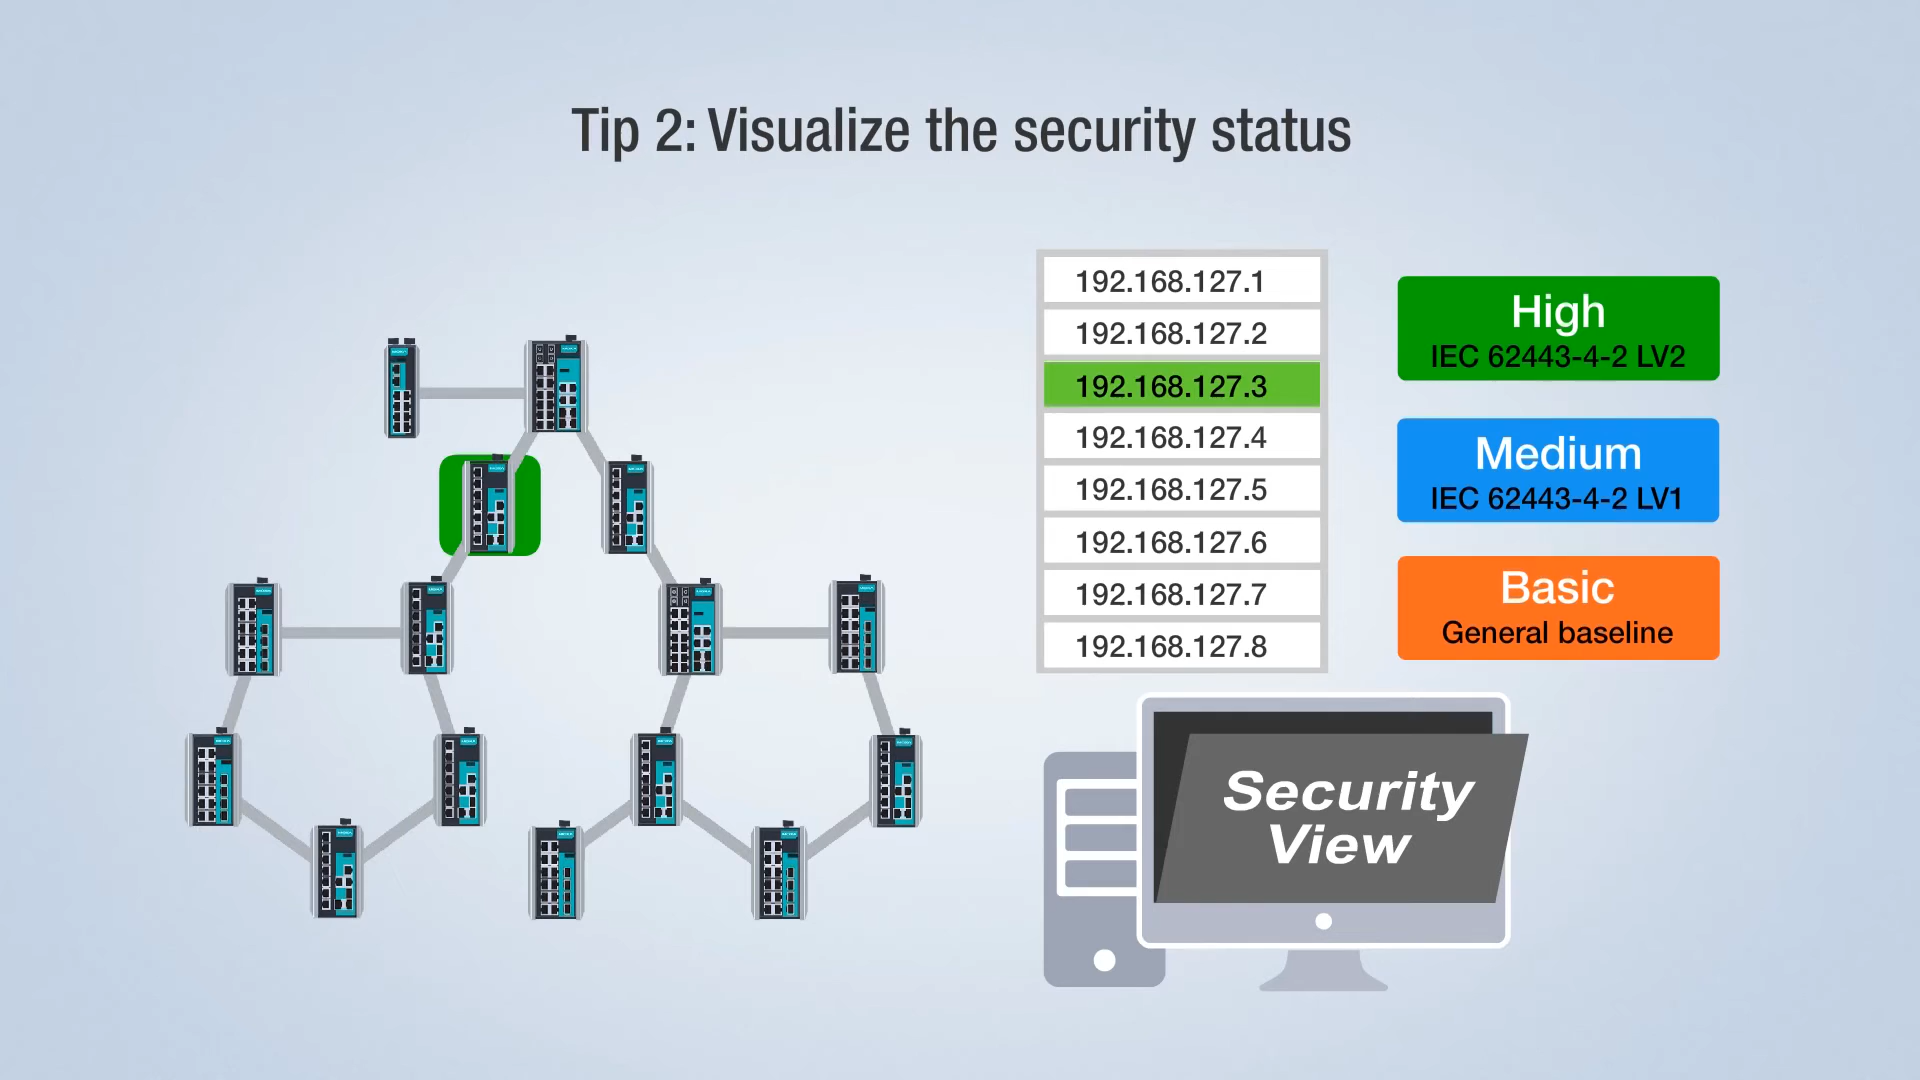 Tip 2: Visualize the security status
192.168.127.1
192.168.127.2
192.168.127.3
192.168.127.4
192.168.127.5
192.168.127.6
192.168.127.7
192.168.127.8
High
IEC 62443-4-2 LV2
Medium
IEC 62443-4-2 LV1
Basic
General baseline
Security
View